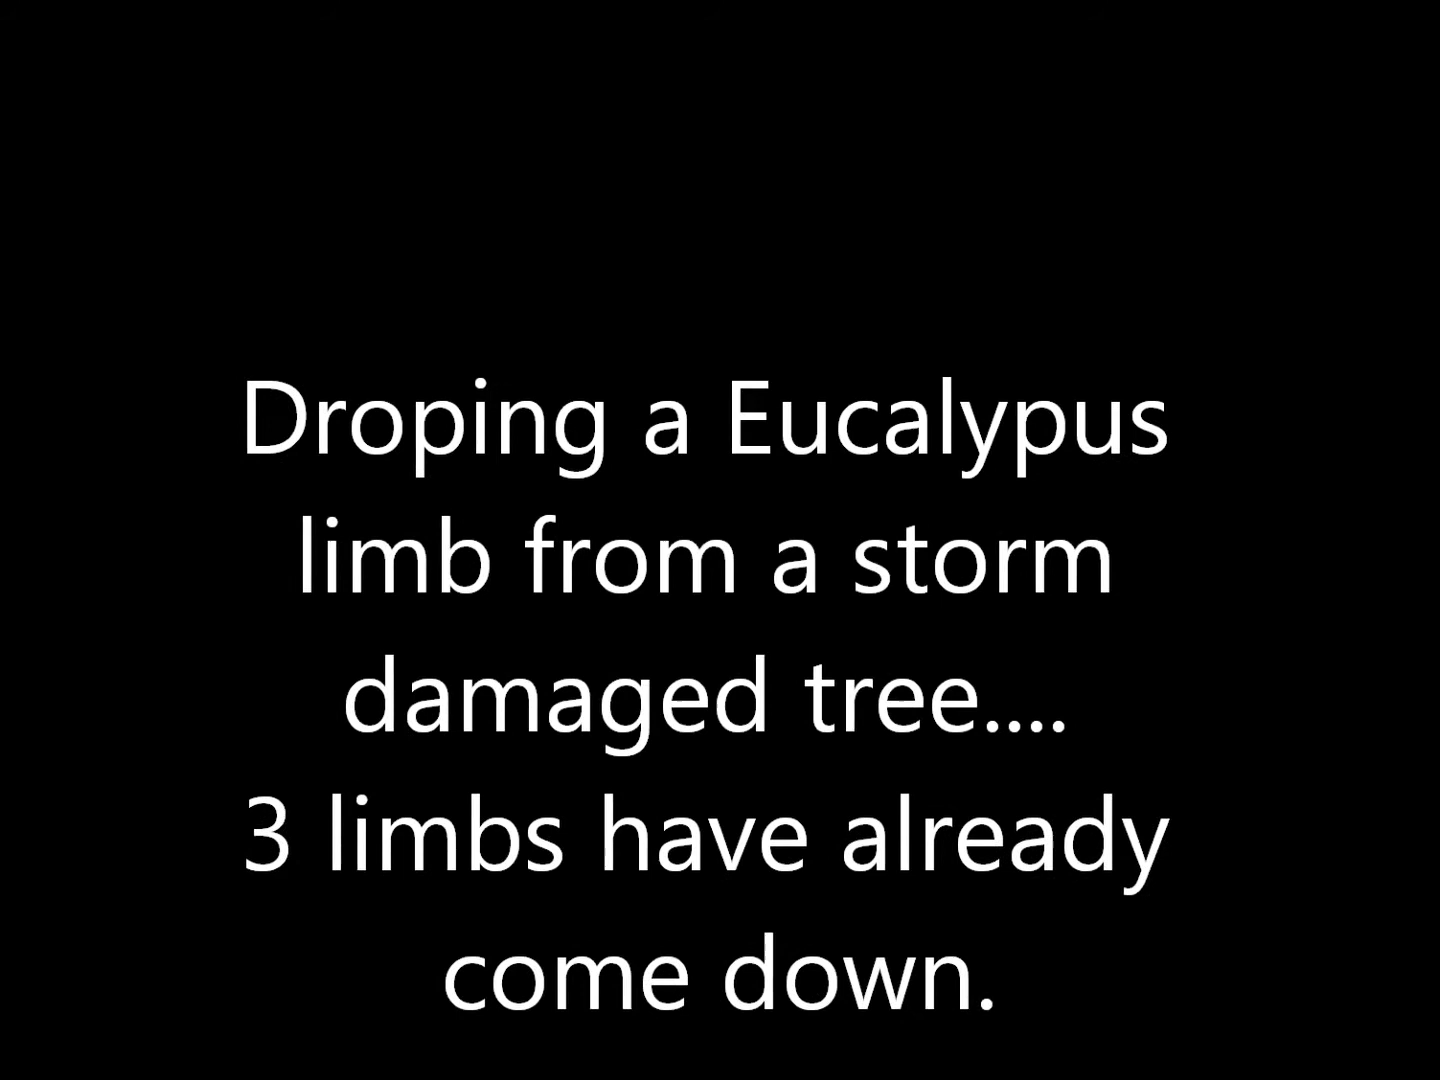 Droping a Eucalypus
limb from a storm
damaged tree....
3 limbs have already
come down.